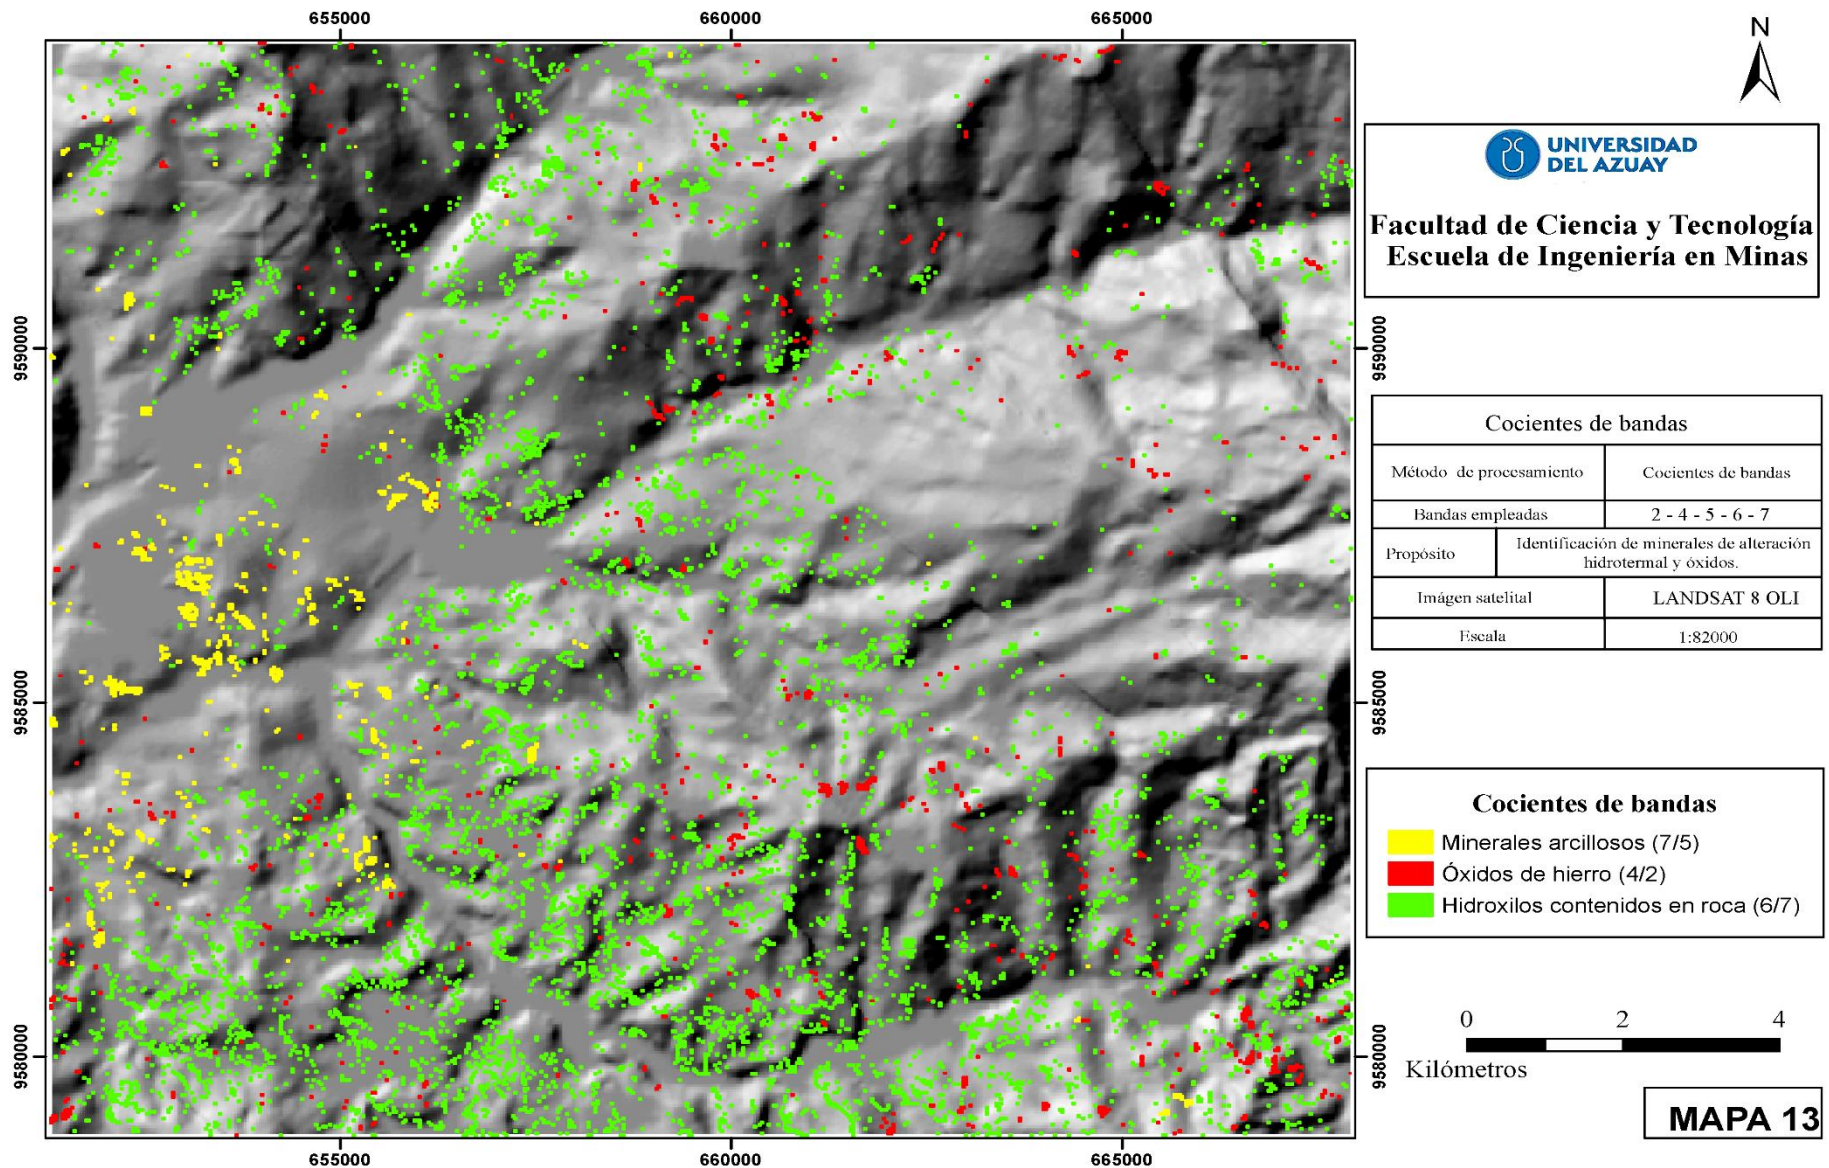 655000
660000
665000
N
UNIVERSIDAD
DEL AZUAY
Facultad de Ciencia y Tecnología
Escuela de Ingeniería en Minas
9590000
9590000
Cocientes de bandas
Método de procesamiento
Cocientes de bandas
Bandas empleadas
2 - 4 - 5 - 6 - 7
Propósito
Identificación de minerales de alteración
hidrotermal y óxidos.
Imágen satelital
LANDSAT 8 OLI
Escala
1:82000
9585000
9585000
Cocientes de bandas
Minerales arcillosos (7/5)
Óxidos de hierro (4/2)
Hidroxilos contenidos en roca (6/7)
9580000
9580000
0
2
4
Kilómetros
MAPA 13
655000
660000
665000